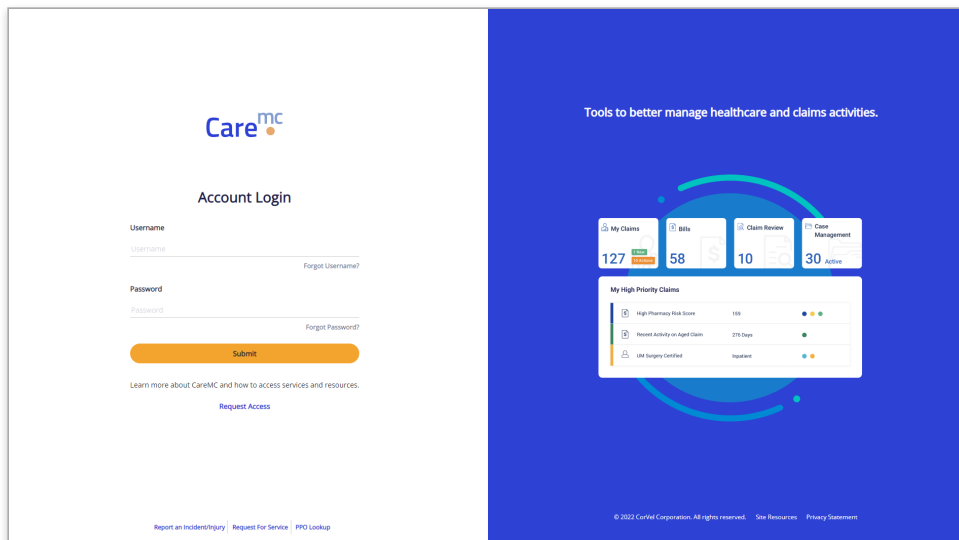 Care mc
Account Login
Username
Username
Forgot Username?
Password
Password
Forgot Password?
Submit
Learn more about CareMC and how to access services and resources.
Request Access
Report an Incident/Injury Request For Service PPO Lookup
Tools to better manage healthcare and claims activities.
My Claims
127
Bills
58
Claim Review
10
Case
Management
30 Active
My High Priority Claims
High Pharmacy Risk Score 159
Recent Activity on Aged Claim 276 Days
UM Surgery Certified Inpatient
© 2022 CorVel Corporation. All rights reserved. Site Resources Privacy Statement